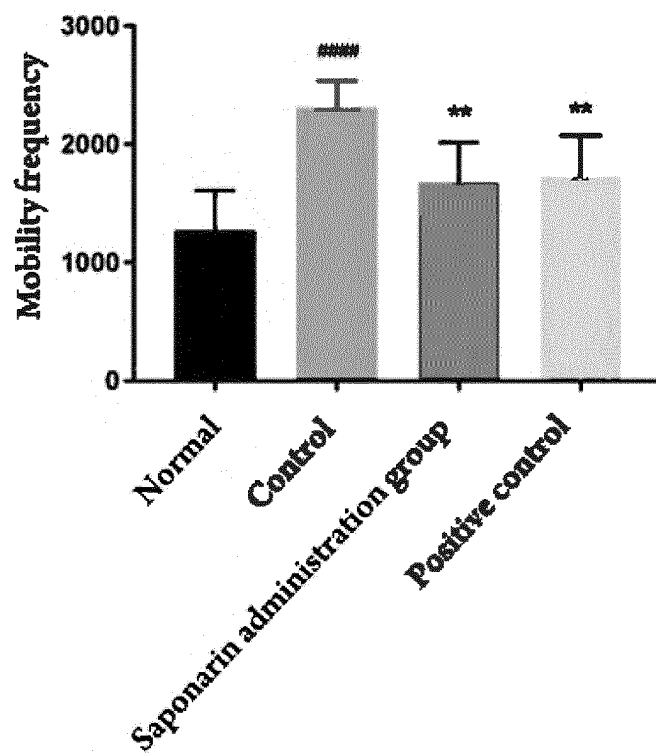 Mobility frequency
3000
2000
1000
0
####
**
**
Normal
Control
Saponarin administration group
Positive control